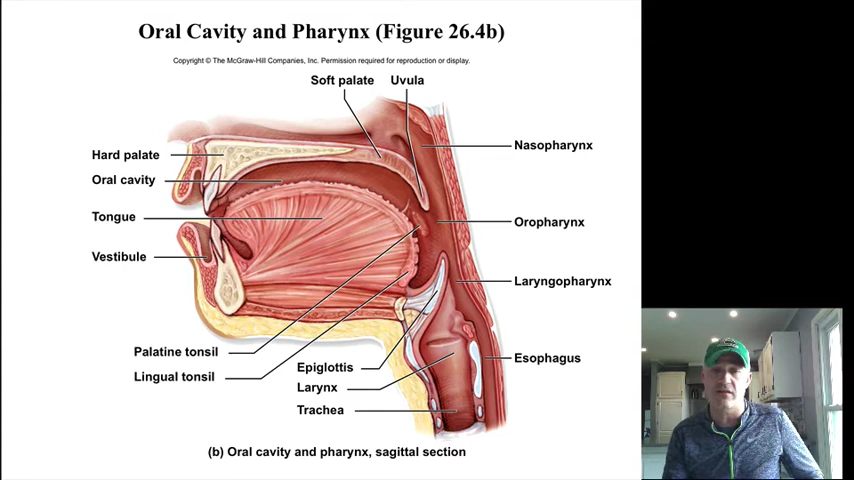 Oral Cavity and Pharynx (Figure 26.4b)
Copyright © The McGraw-Hill Companies, Inc. Permission required for reproduction or display.
Soft palate
Uvula
Nasopharynx
Hard palate
Oral cavity
Tongue
Oropharynx
Vestibule
Laryngopharynx
Palatine tonsil
Lingual tonsil
Epiglottis
Esophagus
Larynx
Trachea
(b) Oral cavity and pharynx, sagittal section